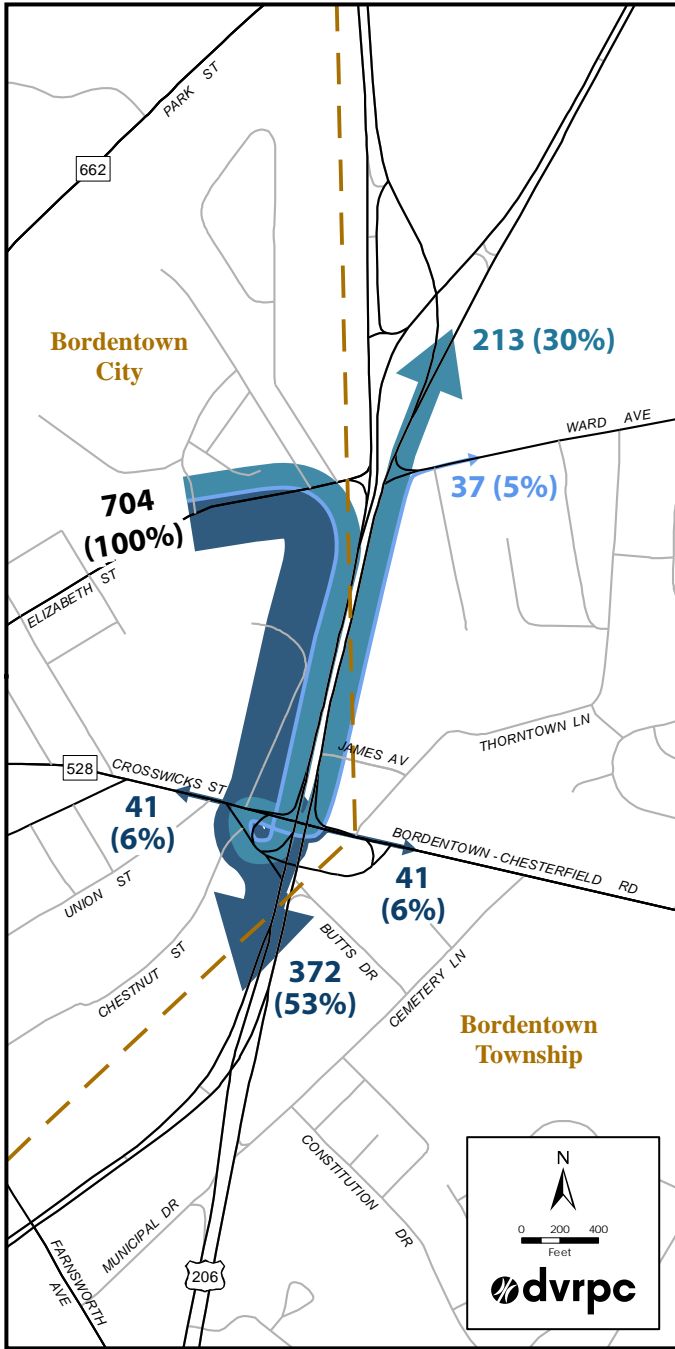 PARK ST
662
Bordentown
City
213 (30%)
WARD AVE
37 (5%)
704
(100%)
ELIZABETH ST
THORNTOWN LN
JAMES AV
528
CROSSWICKS ST
41
(6%)
BORDENTOWN - CHESTERFIELD RD
41
(6%)
UNION ST
BUTTS DR
CHESTNUT ST
CEMETERY LN
372
(53%)
Bordentown
Township
CONSTITUTION DR
MUNICIPAL DR
FARNSWORTH
AVE
206
N
0 200 400
Feet
dvrpc